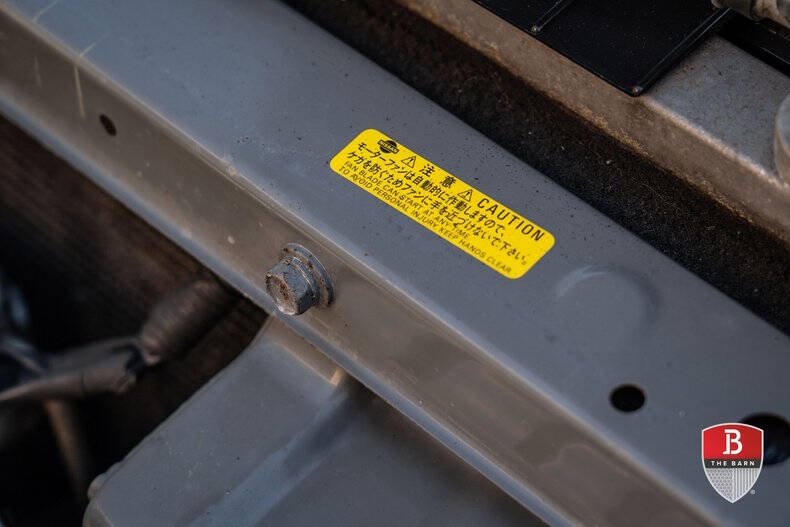 ⚠ 注意 ⚠ CAUTION
モーターファンは自動的に作動しますので、
ケガを防ぐためファンに手を近づけないで下さい。
FAN BLADE CAN START AT ANY TIME.
TO AVOID PERSONAL INJURY, KEEP HANDS CLEAR
B
THE BARN